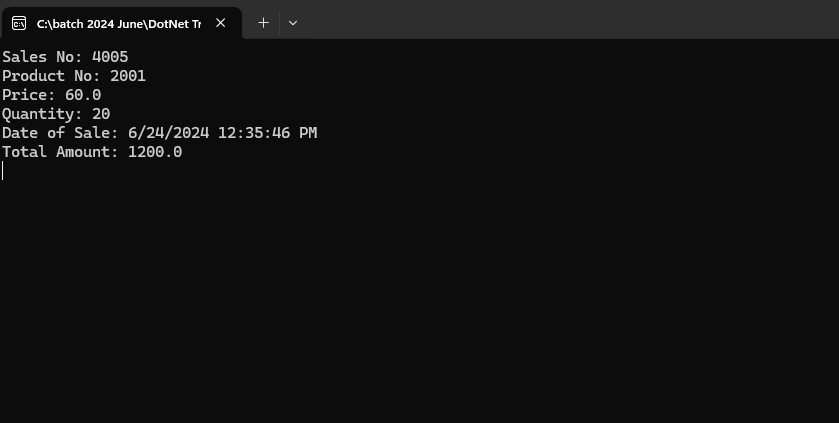 C:\batch 2024 June\DotNet Tr
Sales No: 4005
Product No: 2001
Price: 60.0
Quantity: 20
Date of Sale: 6/24/2024 12:35:46 PM
Total Amount: 1200.0